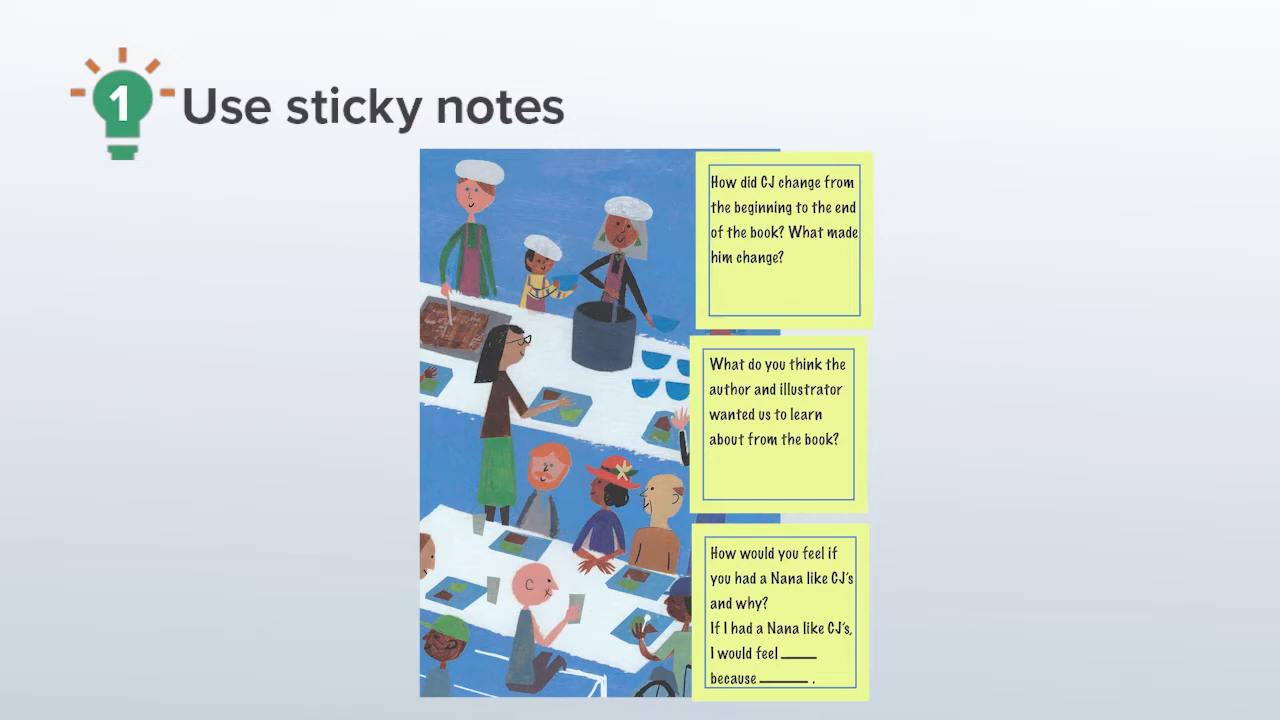 1 Use sticky notes
How did CJ change from
the beginning to the end
of the book? What made
him change?
What do you think the
author and illustrator
wanted us to learn
about from the book?
How would you feel if
you had a Nana like CJ's
and why?
If I had a Nana like CJ's,
I would feel ____
because _____ .